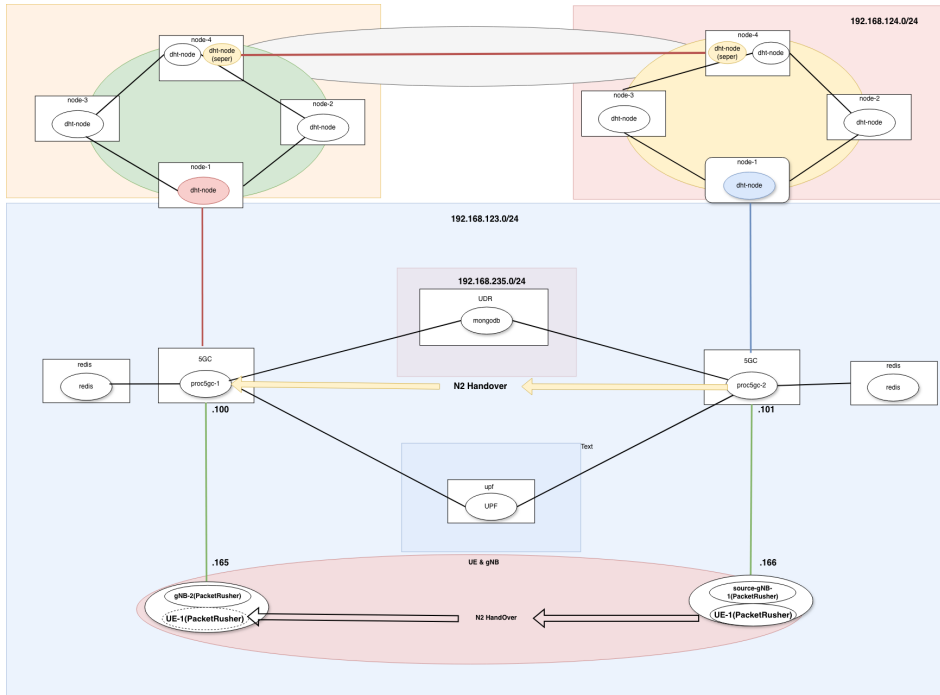 192.168.124.0/24
node-4
dht-node
dht-node
(seper)
node-4
dht-node
(seper)
dht-node
node-3
dht-node
node-2
dht-node
node-3
dht-node
node-2
dht-node
node-1
dht-node
node-1
dht-node
192.168.123.0/24
192.168.235.0/24
UDR
mongodb
5GC
proc5gc-1
.100
redis
redis
N2 Handover
5GC
proc5gc-2
.101
redis
redis
Text
upf
UPF
UE & gNB
.165
.166
gNB-2(PacketRusher)
UE-1(PacketRusher)
N2 HandOver
source-gNB-
1(PacketRusher)
UE-1(PacketRusher)